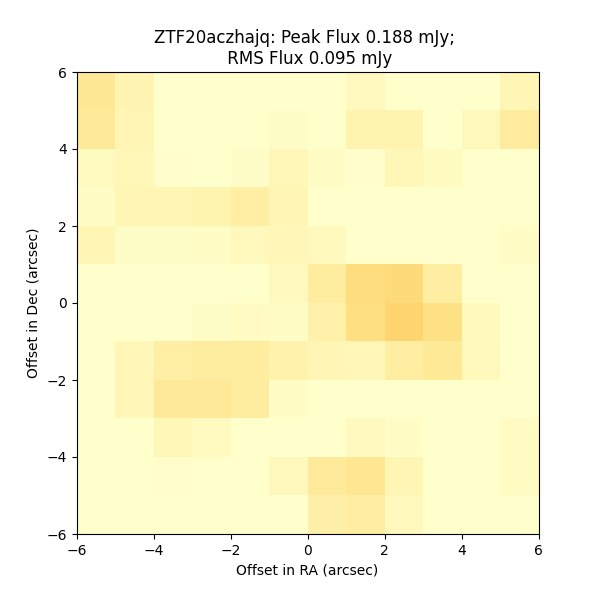 ZTF20aczhajq: Peak Flux 0.188 mJy;
RMS Flux 0.095 mJy
6
4
2
0
−2
−4
−6
Offset in Dec (arcsec)
−6 −4 −2 0 2 4 6
Offset in RA (arcsec)